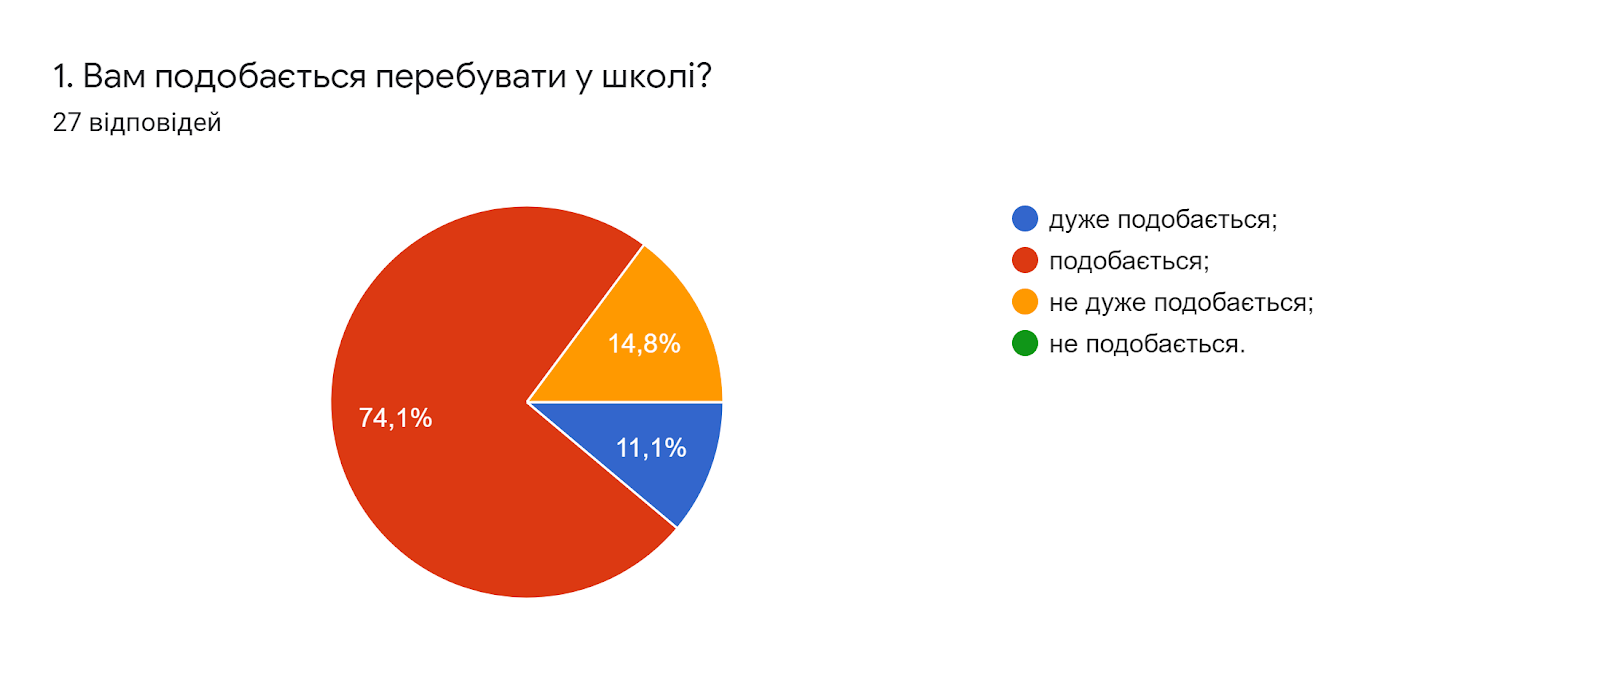 1. Вам подобається перебувати у школі?
27 відповідей
дуже подобається;
подобається;
не дуже подобається;
не подобається.
14,8%
74,1%
11,1%